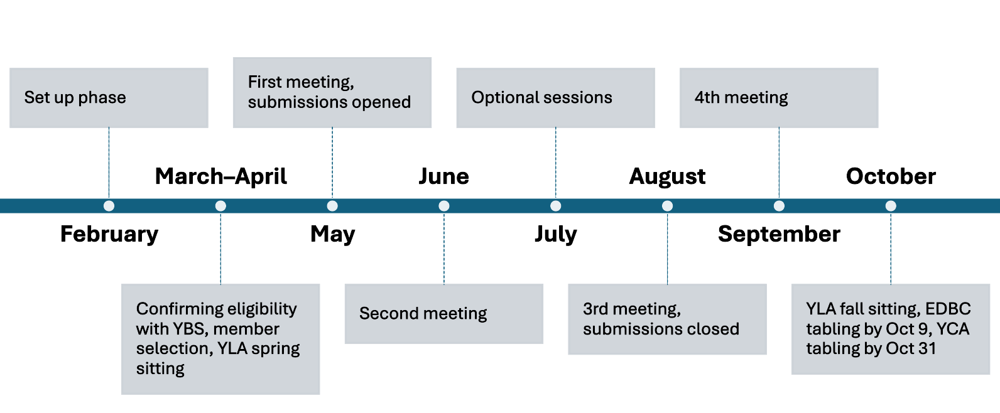 Set up phase
First meeting,
submissions opened
Optional sessions
4th meeting
March–April
June
August
October
February
May
July
September
Confirming eligibility
with YBS, member
selection, YLA spring
sitting
Second meeting
3rd meeting,
submissions closed
YLA fall sitting, EDBC
tabling by Oct 9, YCA
tabling by Oct 31